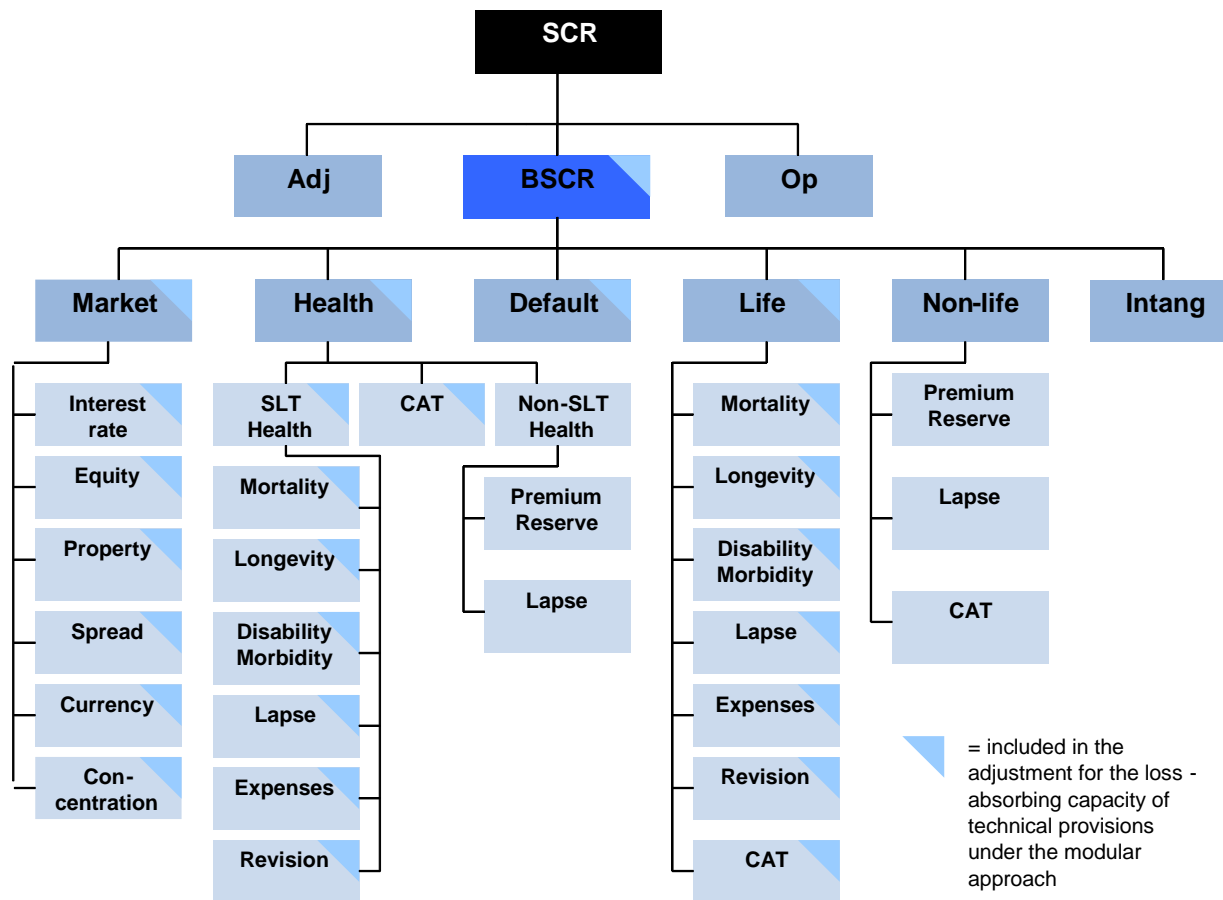 SCR
Adj
BSCR
Op
Market
Health
Default
Life
Non-life
Intang
Interest
rate
Equity
Property
Spread
Currency
Con-
centration
SLT
Health
CAT
Non-SLT
Health
Mortality
Longevity
Disability
Morbidity
Lapse
Expenses
Revision
Premium
Reserve
Lapse
Mortality
Longevity
Disability
Morbidity
Lapse
Expenses
Revision
CAT
Premium
Reserve
Lapse
CAT
= included in the
adjustment for the loss -
absorbing capacity of
technical provisions
under the modular
approach